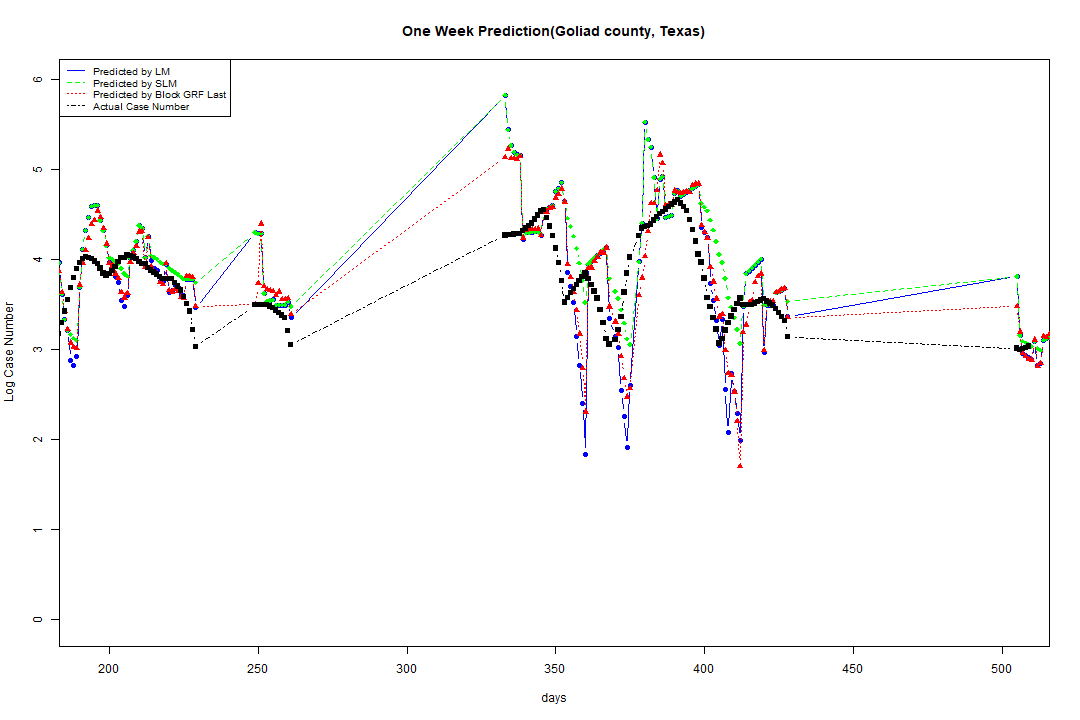 One Week Prediction(Goliad county, Texas)
Predicted by LM
Predicted by SLM
Predicted by Block GRF Last
Actual Case Number
6
5
4
3
2
1
0
Log Case Number
200 250 300 350 400 450 500
days